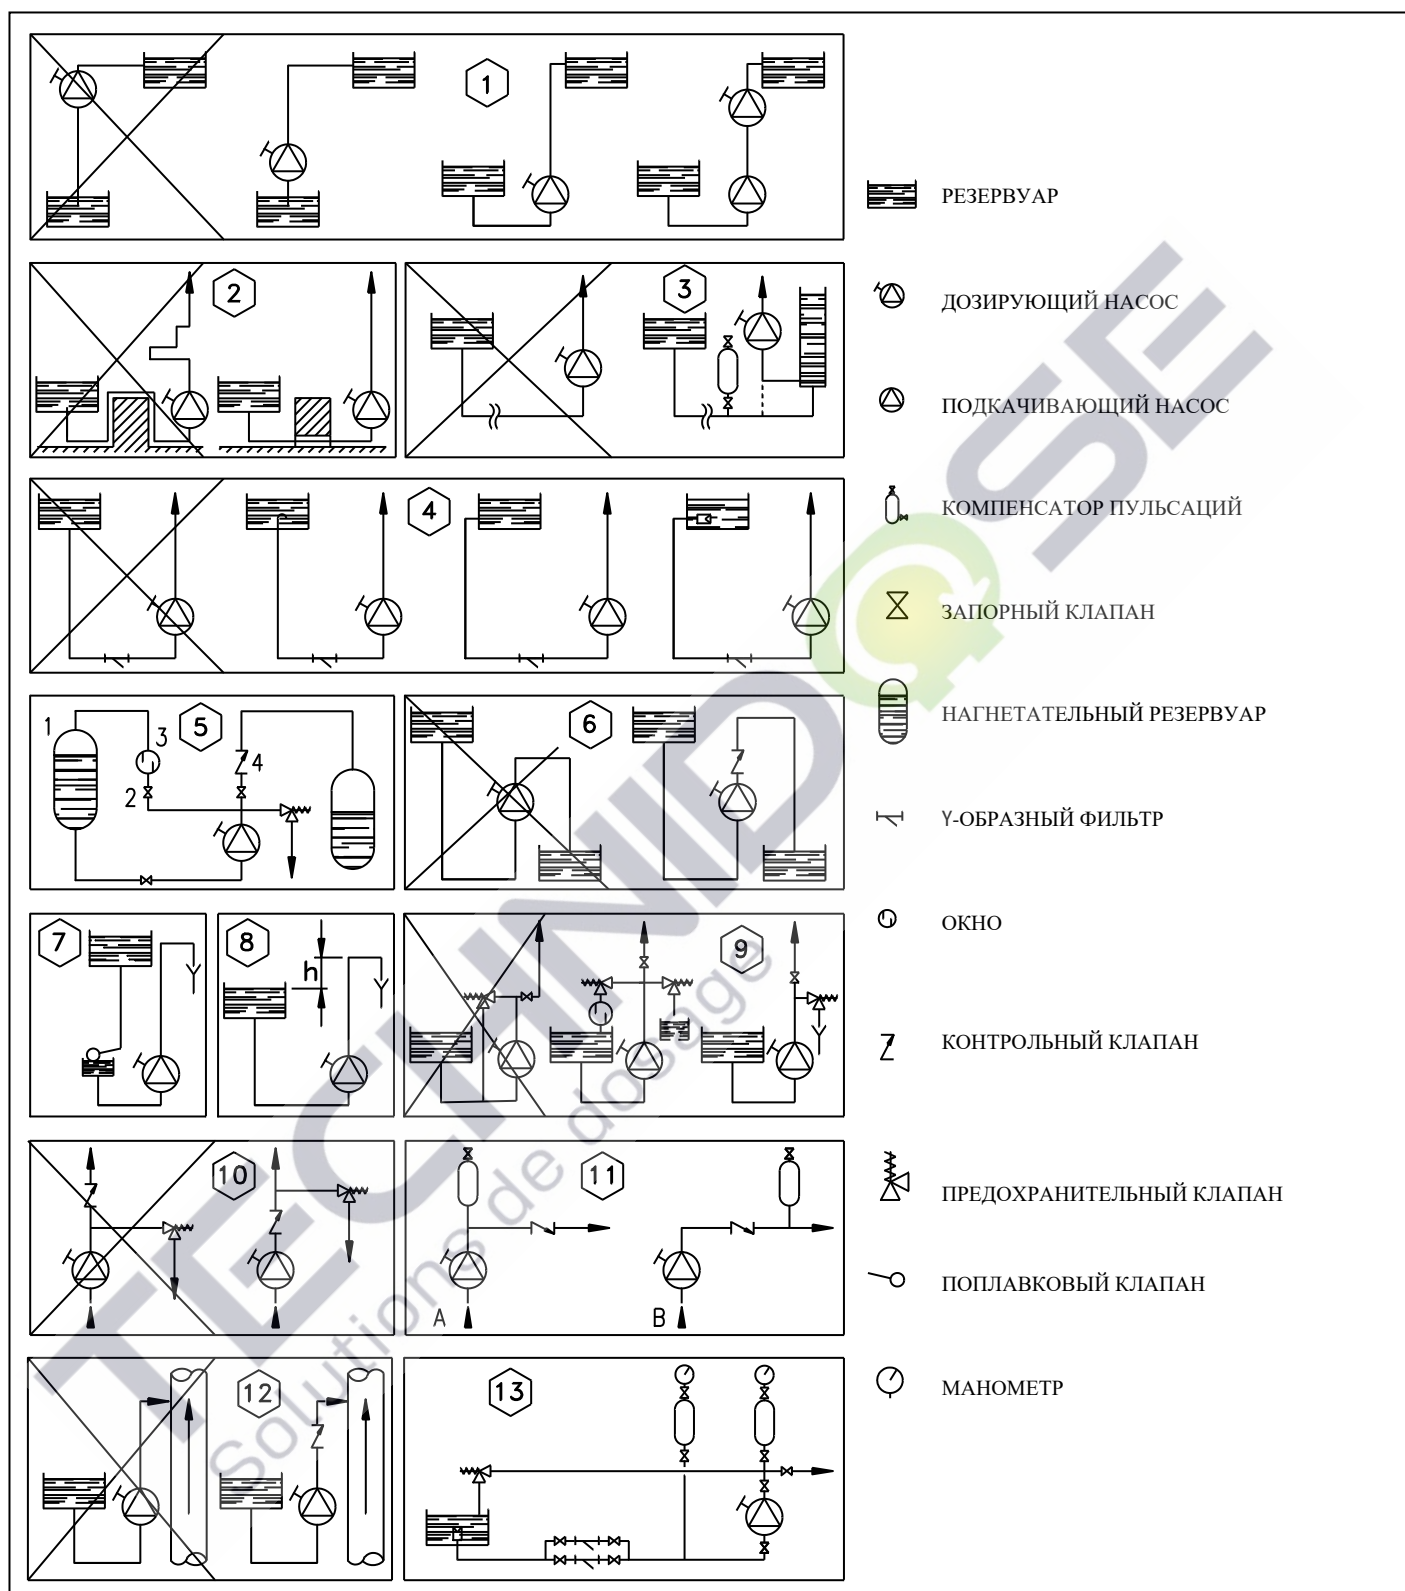 1
РЕЗЕРВУАР
2
3
ДОЗИРУЮЩИЙ НАСОС
ПОДКАЧИВАЮЩИЙ НАСОС
4
КОМПЕНСАТОР ПУЛЬСАЦИЙ
ЗАПОРНЫЙ КЛАПАН
1
3
2
4
5
6
НАГНЕТАТЕЛЬНЫЙ РЕЗЕРВУАР
Y-ОБРАЗНЫЙ ФИЛЬТР
7
8
h
9
ОКНО
КОНТРОЛЬНЫЙ КЛАПАН
10
11
A
B
ПРЕДОХРАНИТЕЛЬНЫЙ КЛАПАН
ПОПЛАВКОВЫЙ КЛАПАН
12
13
МАНОМЕТР
TECHNIDOSE
Solutions de dosage